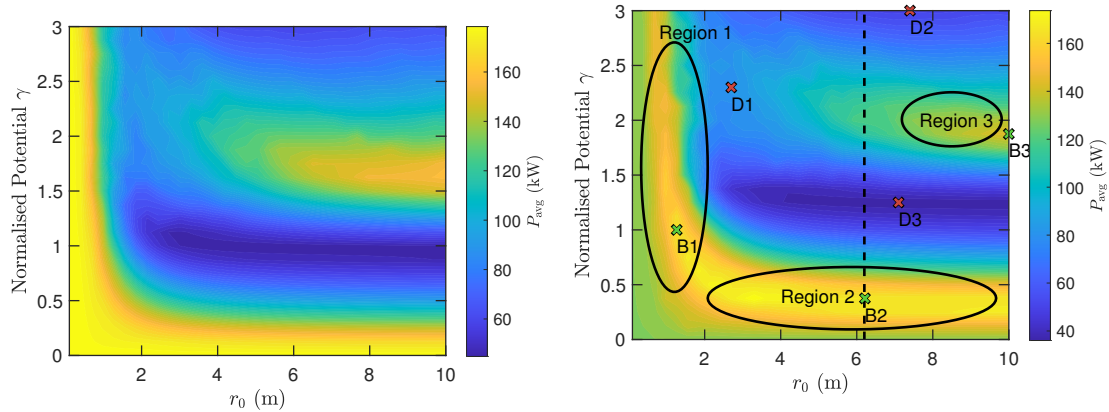 3
2.5
2
1.5
1
0.5
0
2
4
6
8
10
Normalised Potential γ
r₀ (m)
160
140
120
100
80
60
P_avg (kW)
3
2.5
2
1.5
1
0.5
0
2
4
6
8
10
Normalised Potential γ
r₀ (m)
Region 1
D2
D1
Region 3
B3
D3
B1
Region 2
B2
160
140
120
100
80
60
40
P_avg (kW)